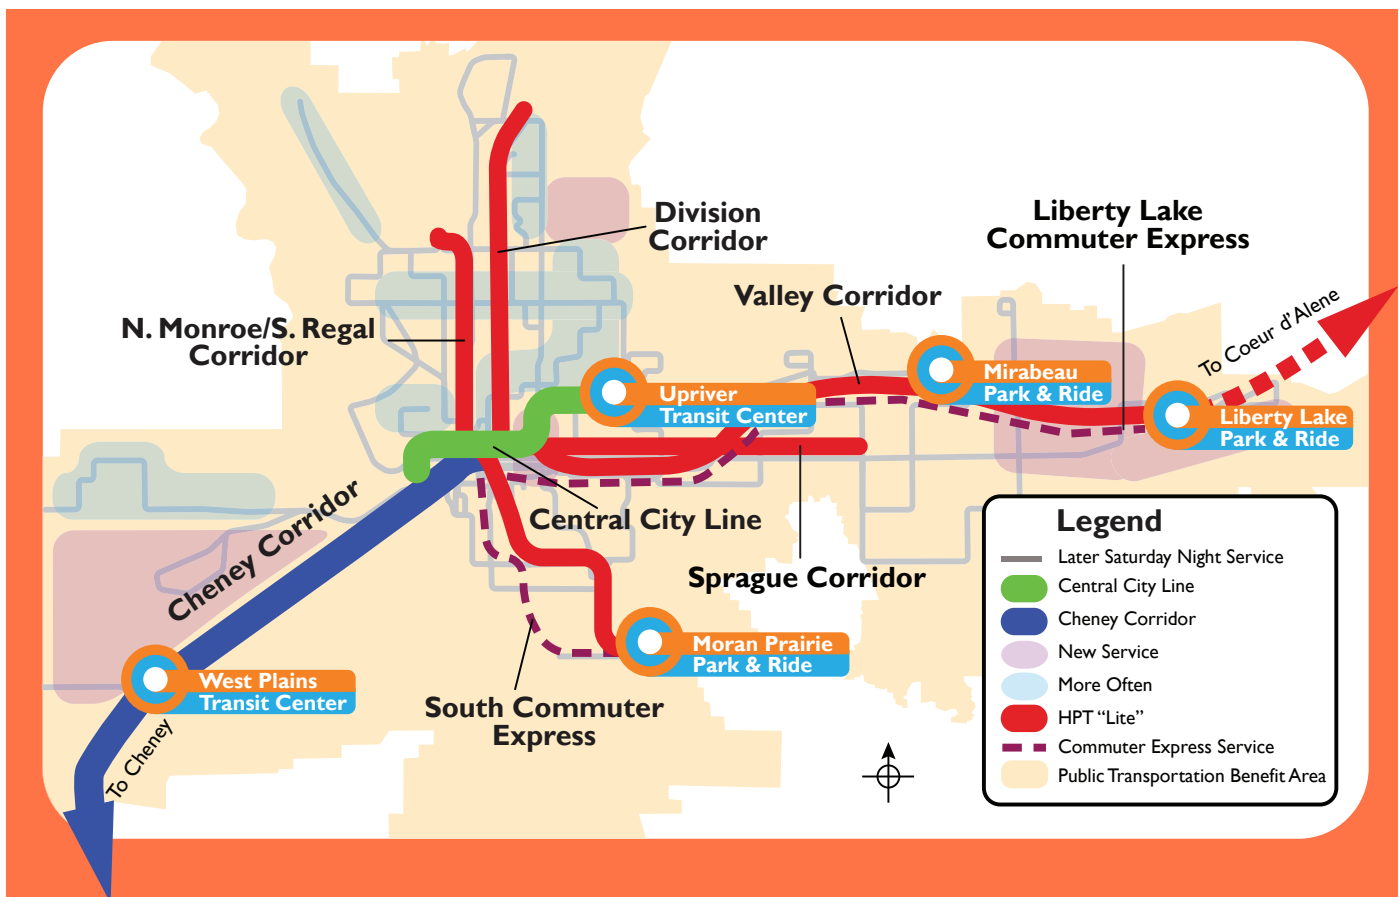 Division
Corridor
Liberty Lake
Commuter Express
Valley Corridor
To Coeur d'Alene
N. Monroe/S. Regal
Corridor
Mirabeau
Park & Ride
Upriver
Transit Center
Liberty Lake
Park & Ride
Cheney Corridor
Central City Line
Sprague Corridor
Moran Prairie
Park & Ride
West Plains
Transit Center
South Commuter
Express
To Cheney
Legend
Later Saturday Night Service
Central City Line
Cheney Corridor
New Service
More Often
HPT “Lite”
Commuter Express Service
Public Transportation Benefit Area